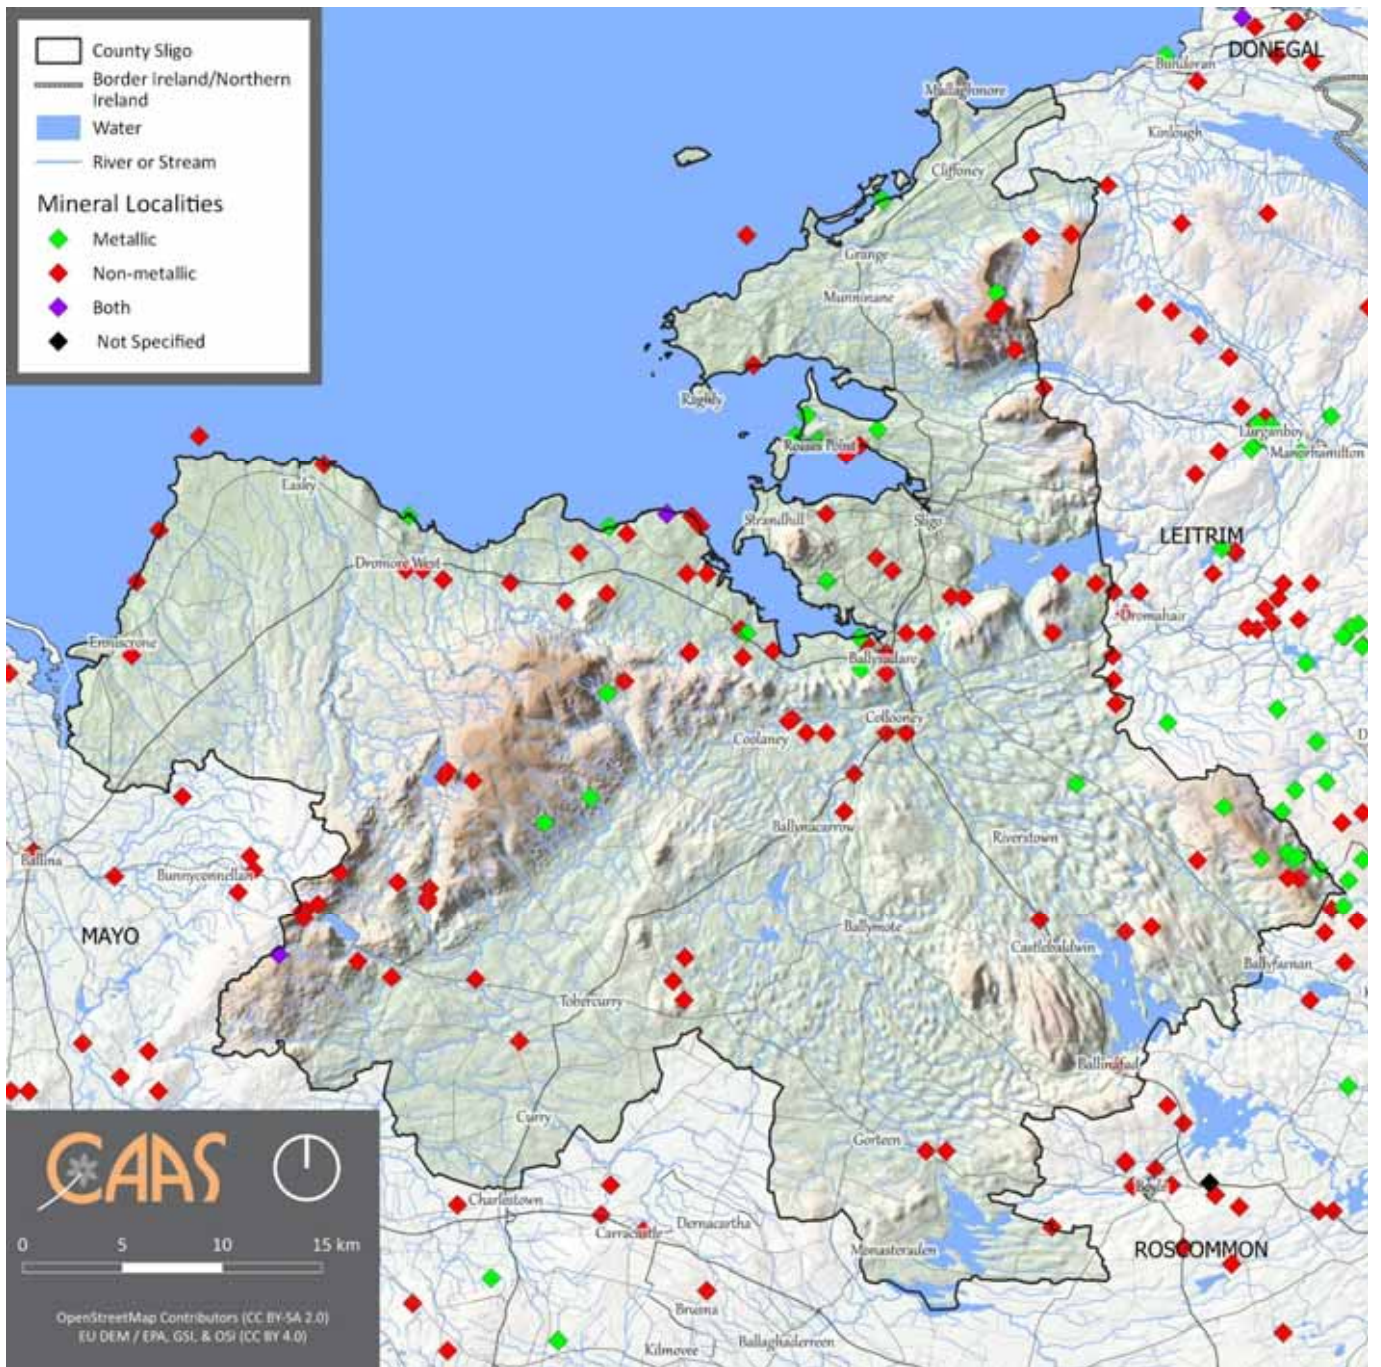 County Sligo
Border Ireland/Northern
Ireland
Water
River or Stream
Mineral Localities
Metallic
Non-metallic
Both
Not Specified
DONEGAL
Bundoran
Mullaghmore
Kinlough
Cliffoney
Grange
Munninane
Raghly
Lurganboy
Manorhamilton
Rosses Point
Easky
Strandhill
Sligo
LEITRIM
Dromore West
Dromahair
Enniscrone
Ballysadare
Collooney
Coolaney
Ballynacarrow
Riverstown
Ballina
Bunnyconnellan
MAYO
Ballymote
Castlebaldwin
Ballyfarnan
Tobercurry
Ballinafad
Curry
Gorteen
CAAS
Charlestown
Boyle
Dernacartha
Carracastle
0 5 10 15 km
Monasteraden
ROSCOMMON
Brusna
OpenStreetMap Contributors (CC BY-SA 2.0)
EU DEM / EPA, GSI, & OSi (CC BY 4.0)
Ballaghaderreen
Kilmovee